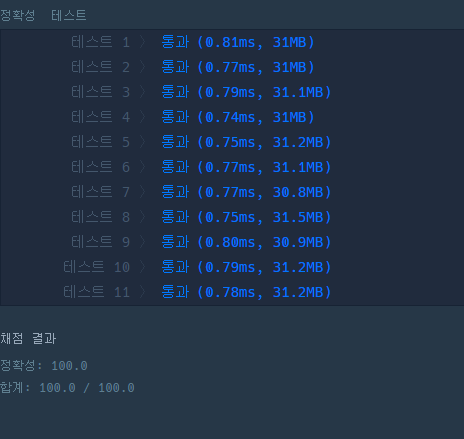 정확성 테스트
테스트 1 〉 통과 (0.81ms, 31MB)
테스트 2 〉 통과 (0.77ms, 31MB)
테스트 3 〉 통과 (0.79ms, 31.1MB)
테스트 4 〉 통과 (0.74ms, 31MB)
테스트 5 〉 통과 (0.75ms, 31.2MB)
테스트 6 〉 통과 (0.77ms, 31.1MB)
테스트 7 〉 통과 (0.77ms, 30.8MB)
테스트 8 〉 통과 (0.75ms, 31.5MB)
테스트 9 〉 통과 (0.80ms, 30.9MB)
테스트 10 〉 통과 (0.79ms, 31.2MB)
테스트 11 〉 통과 (0.78ms, 31.2MB)
채점 결과
정확성: 100.0
합계: 100.0 / 100.0